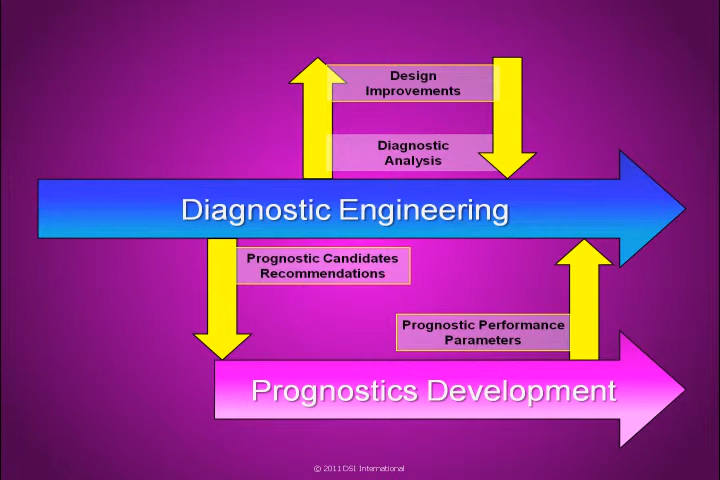 Design
Improvements
Diagnostic
Analysis
Diagnostic Engineering
Prognostic Candidates
Recommendations
Prognostic Performance
Parameters
Prognostics Development
© 2011 DSI International